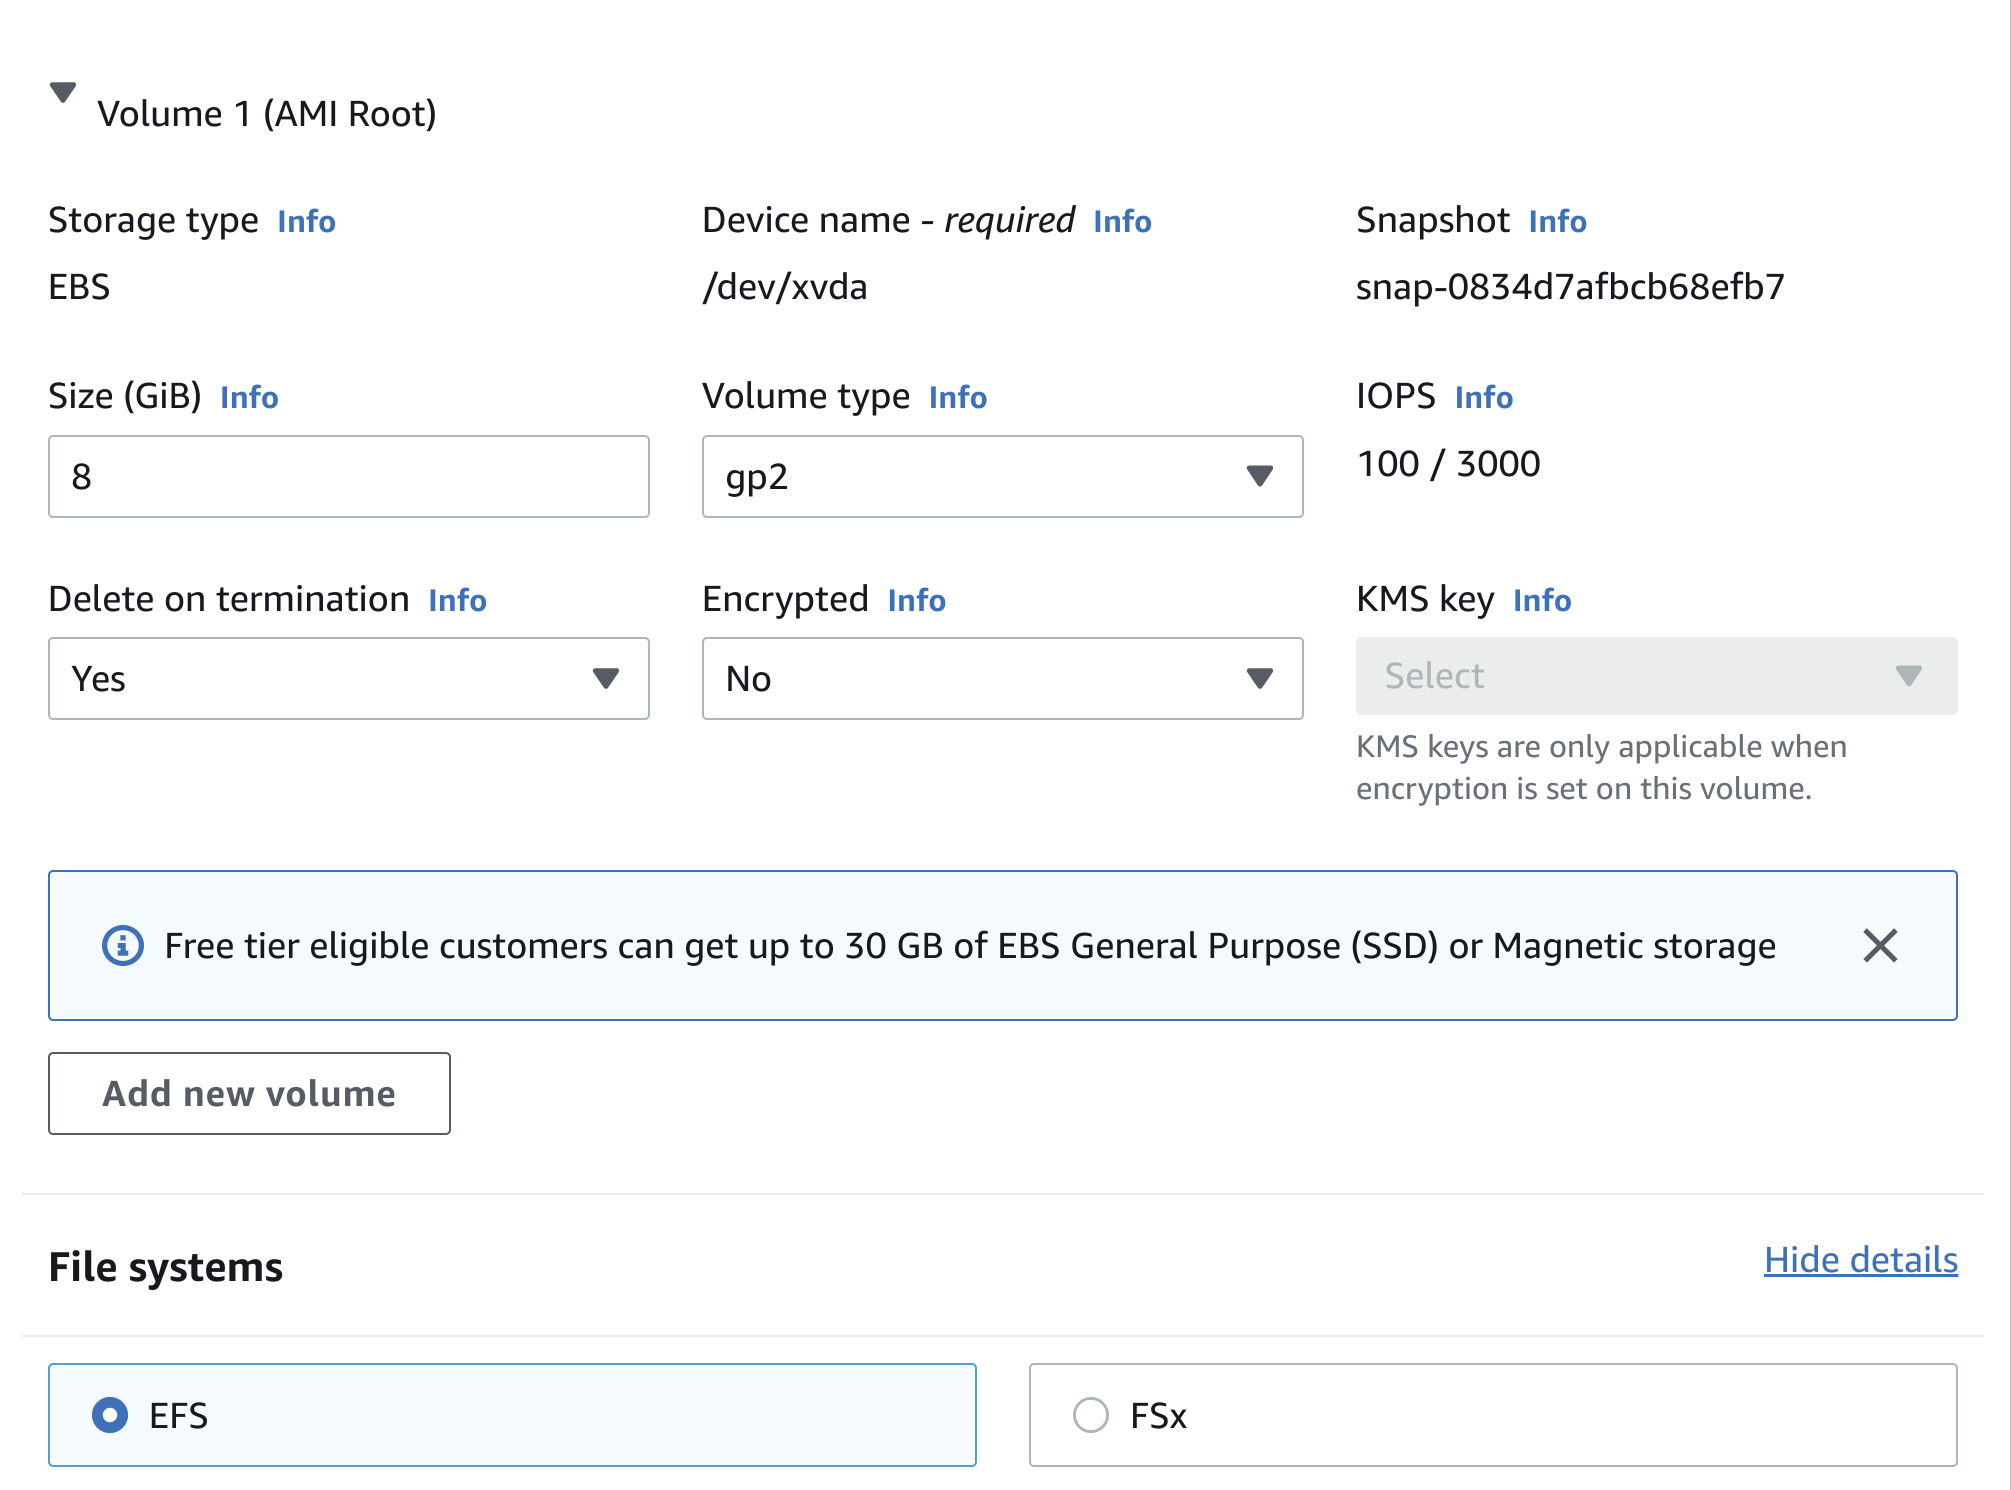 Volume 1 (AMI Root)
Storage type Info
Device name - required Info
Snapshot Info
EBS
/dev/xvda
snap-0834d7afbcb68efb7
Size (GiB) Info
Volume type Info
IOPS Info
8
gp2
100 / 3000
Delete on termination Info
Encrypted Info
KMS key Info
Yes
No
Select
KMS keys are only applicable when
encryption is set on this volume.
Free tier eligible customers can get up to 30 GB of EBS General Purpose (SSD) or Magnetic storage
Add new volume
File systems
Hide details
EFS
FSx